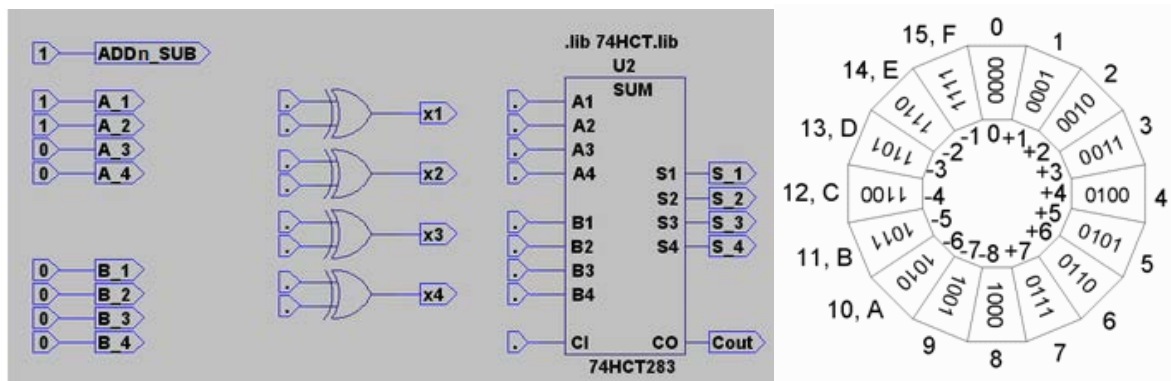 1 ADDn_SUB
1 A_1
1 A_2
0 A_3
0 A_4
0 B_1
0 B_2
0 B_3
0 B_4
. . x1
. . x2
. . x3
. . x4
.lib 74HCT.lib
U2
SUM
. A1
. A2
. A3
. A4
. B1
. B2
. B3
. B4
. CI
S1 S_1
S2 S_2
S3 S_3
S4 S_4
CO Cout
74HCT283
0
1
2
3
4
5
6
7
8
9
10, A
11, B
12, C
13, D
14, E
15, F
0000
0001
0010
0011
0100
0101
0110
0111
1000
1001
1010
1011
1100
1101
1110
1111
0
+1
+2
+3
+4
+5
+6
+7
-8
-7
-6
-5
-4
-3
-2
-1